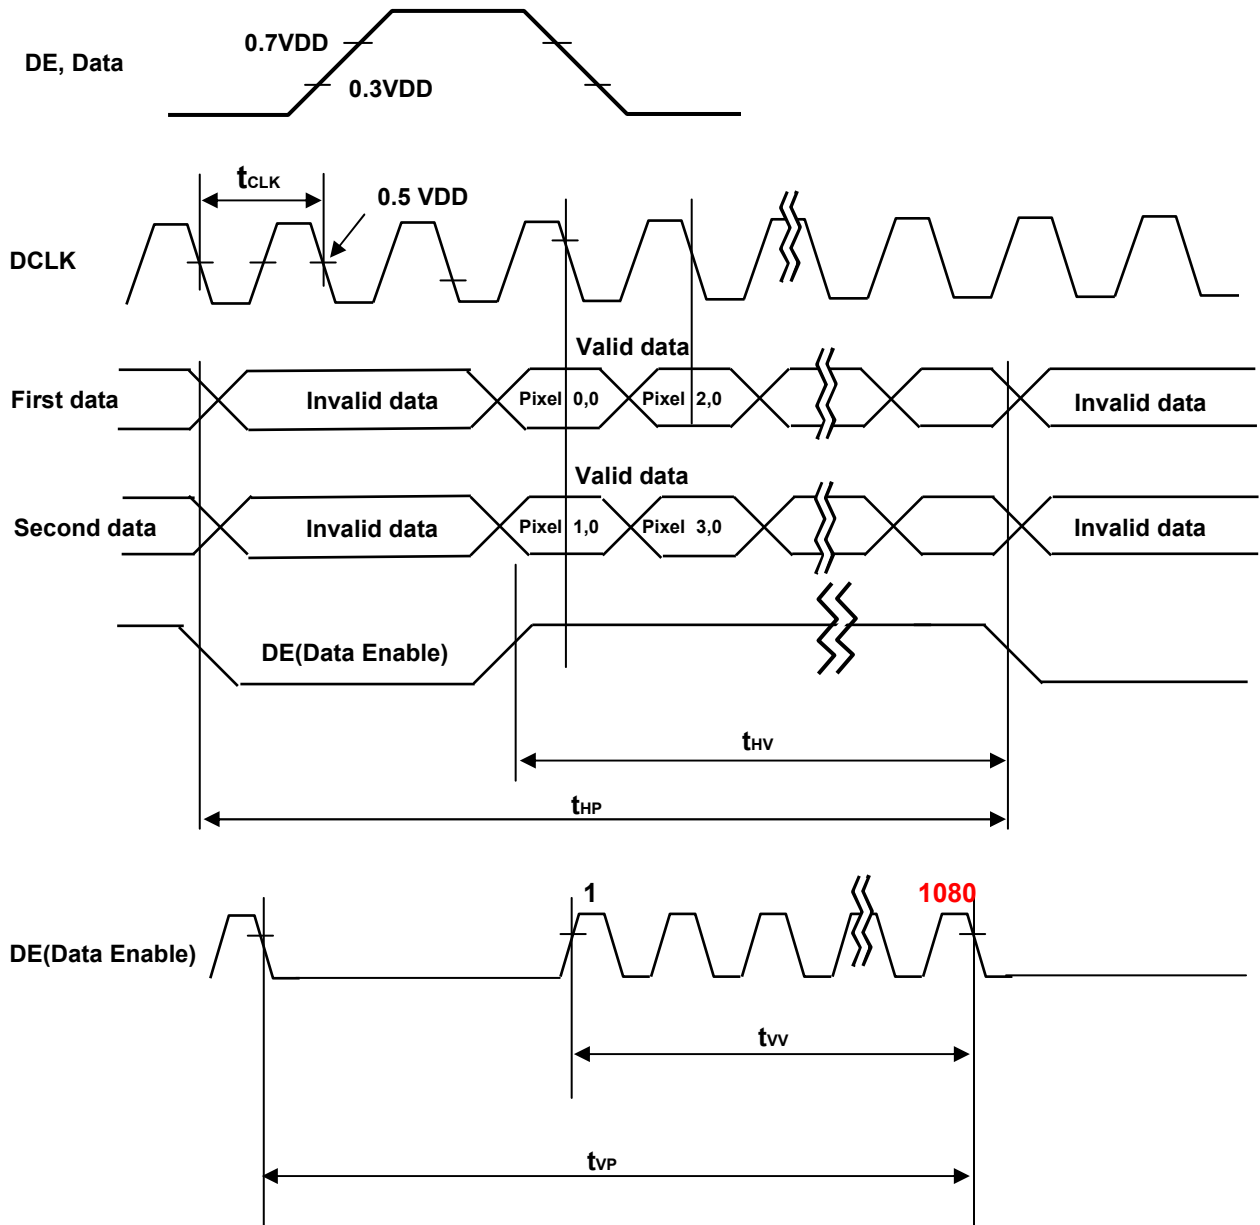 0.7VDD
DE, Data
0.3VDD
tCLK
0.5 VDD
DCLK
Valid data
First data
Invalid data
Pixel 0,0
Pixel 2,0
Invalid data
Valid data
Second data
Invalid data
Pixel 1,0
Pixel 3,0
Invalid data
DE(Data Enable)
tHV
tHP
1
1080
DE(Data Enable)
tVV
tVP